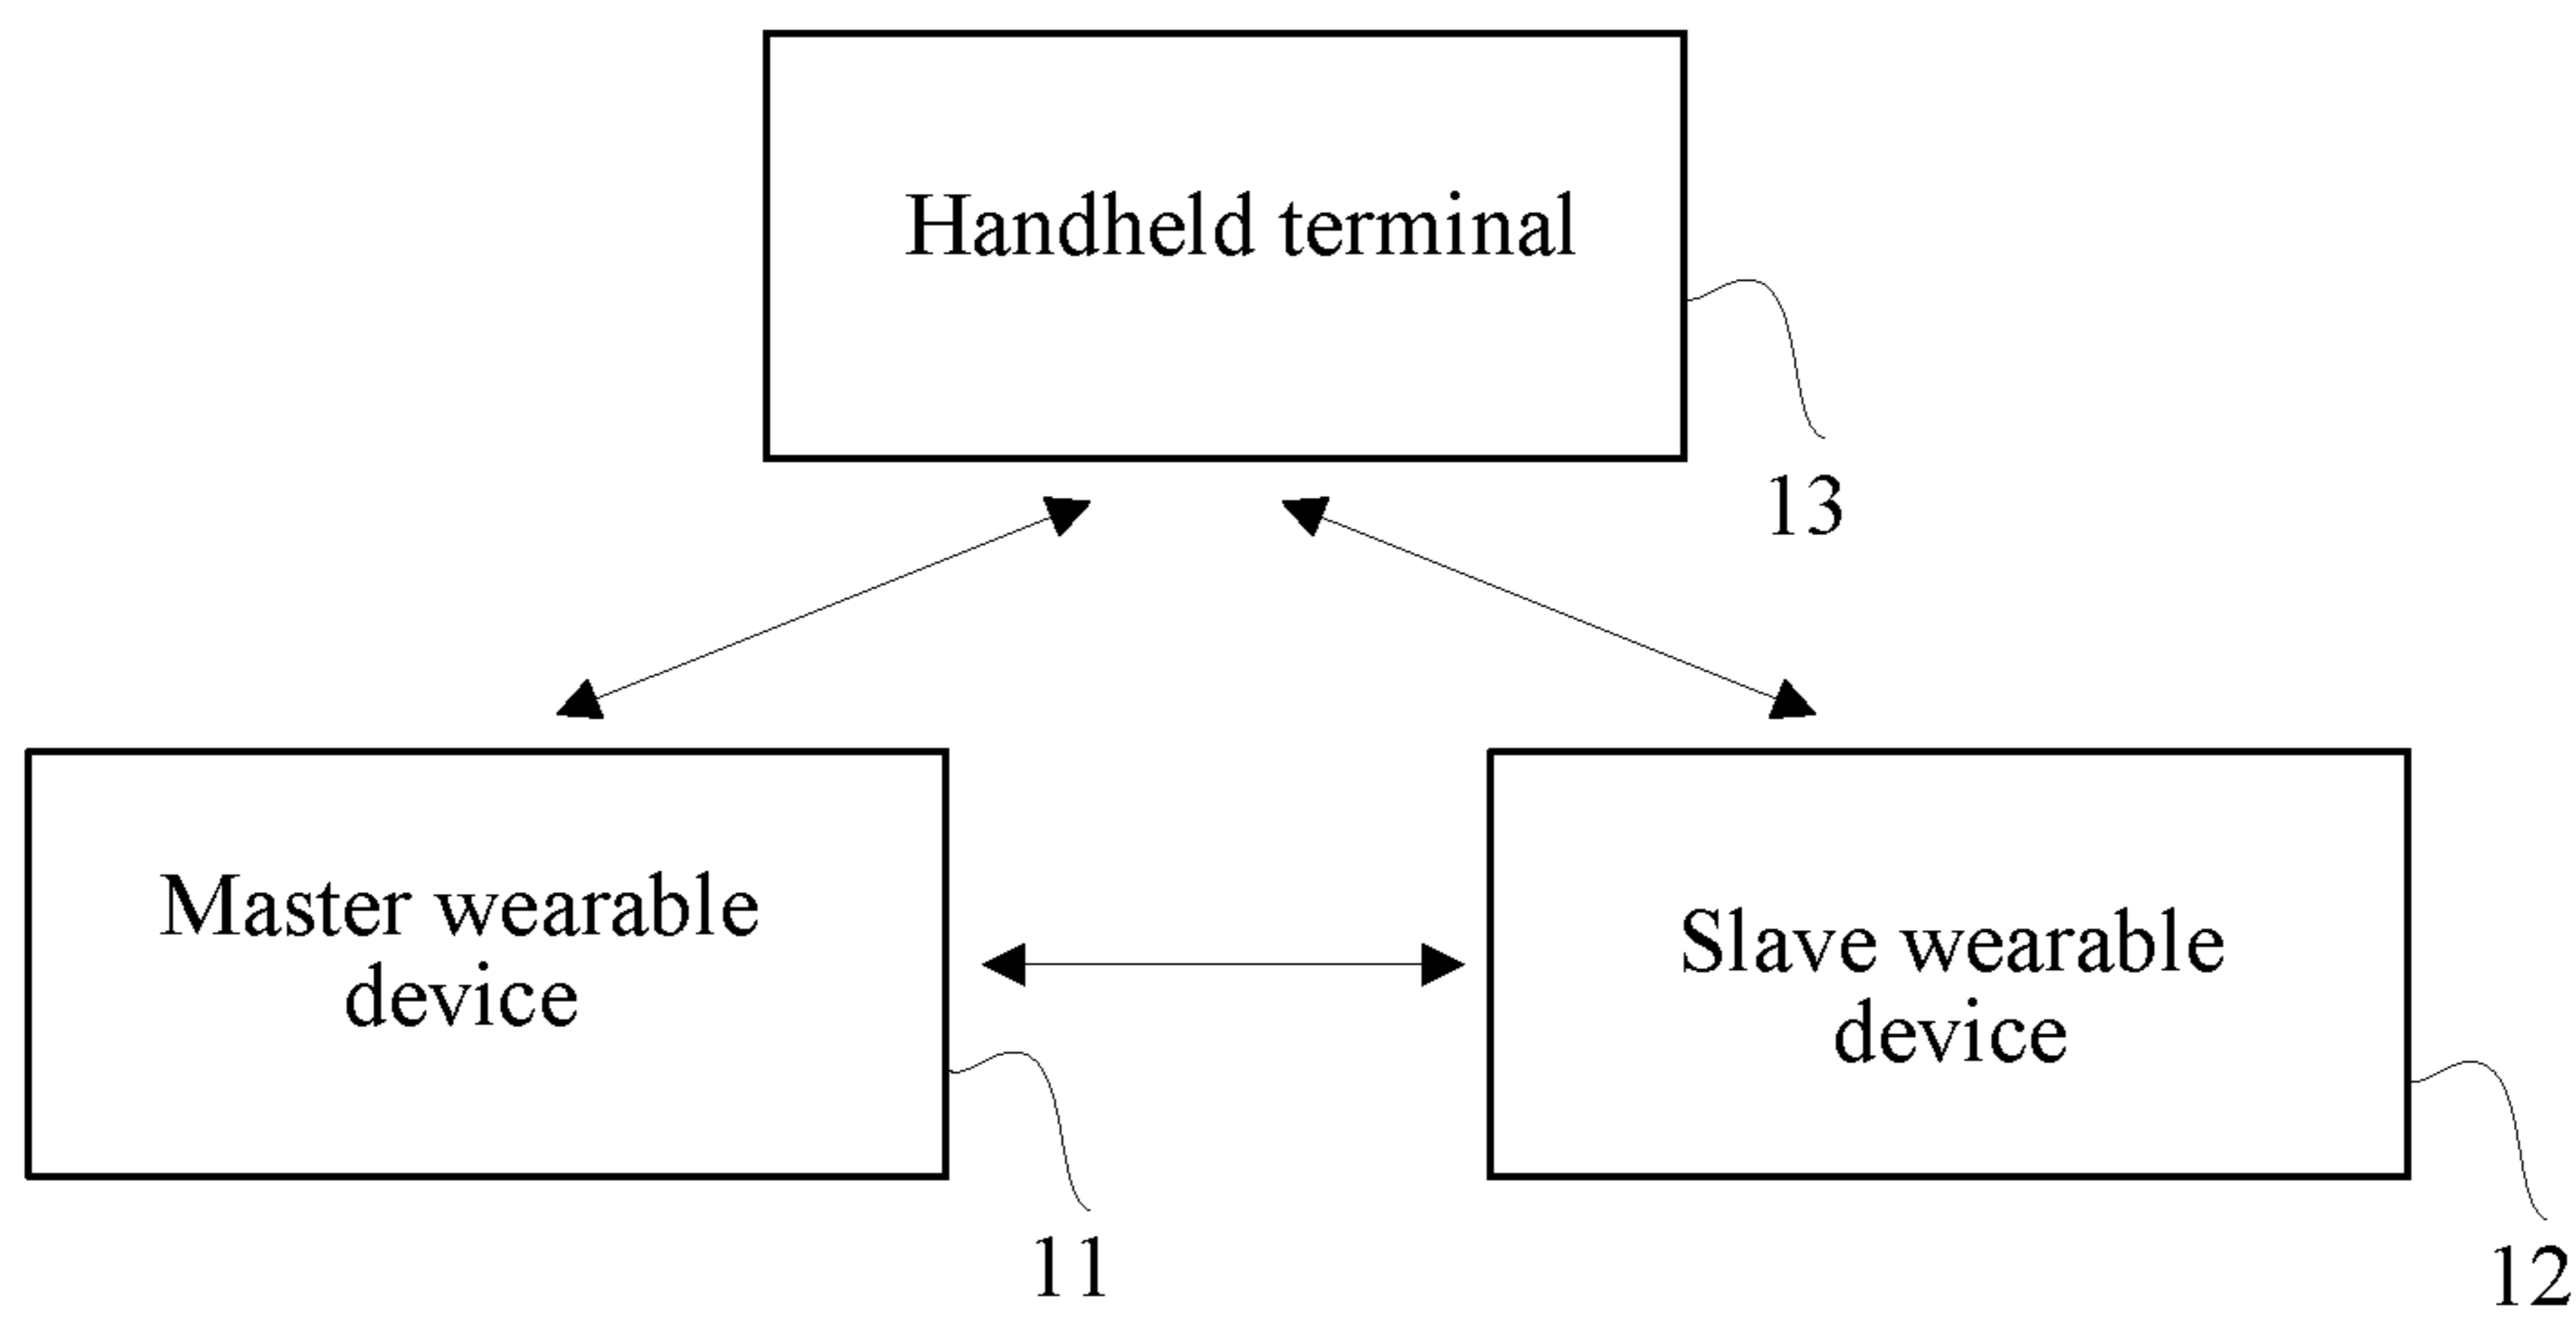 Handheld terminal
13
Master wearable
device
Slave wearable
device
11
12